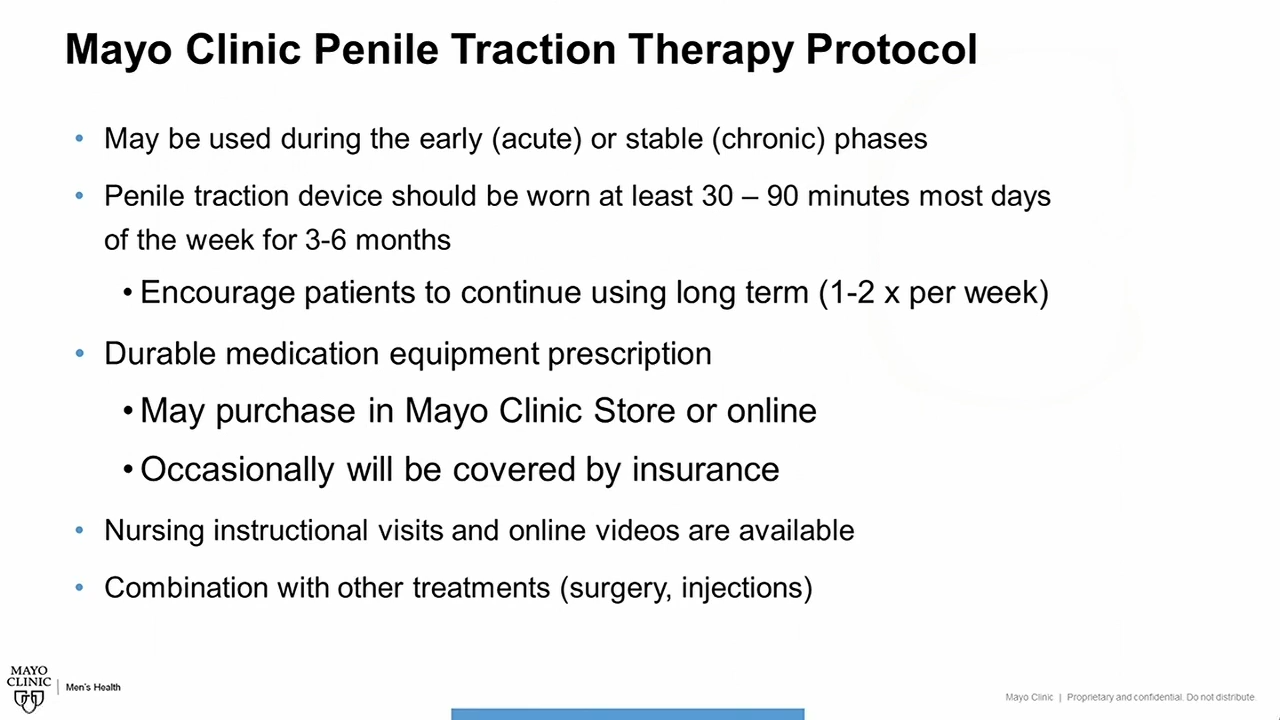 Mayo Clinic Penile Traction Therapy Protocol
• May be used during the early (acute) or stable (chronic) phases
• Penile traction device should be worn at least 30 – 90 minutes most days
of the week for 3-6 months
• Encourage patients to continue using long term (1-2 x per week)
• Durable medication equipment prescription
• May purchase in Mayo Clinic Store or online
• Occasionally will be covered by insurance
• Nursing instructional visits and online videos are available
• Combination with other treatments (surgery, injections)
MAYO
CLINIC
Men's Health
Mayo Clinic | Proprietary and confidential. Do not distribute.